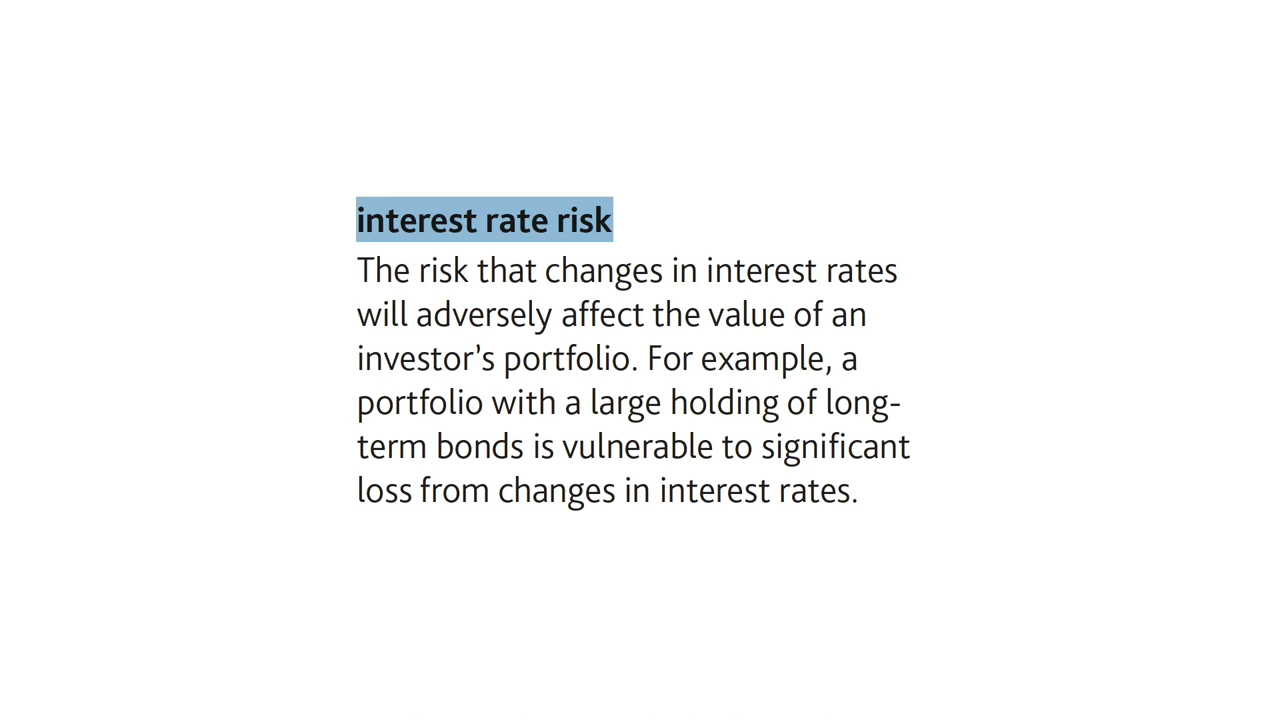 interest rate risk
The risk that changes in interest rates
will adversely affect the value of an
investor’s portfolio. For example, a
portfolio with a large holding of long-
term bonds is vulnerable to significant
loss from changes in interest rates.